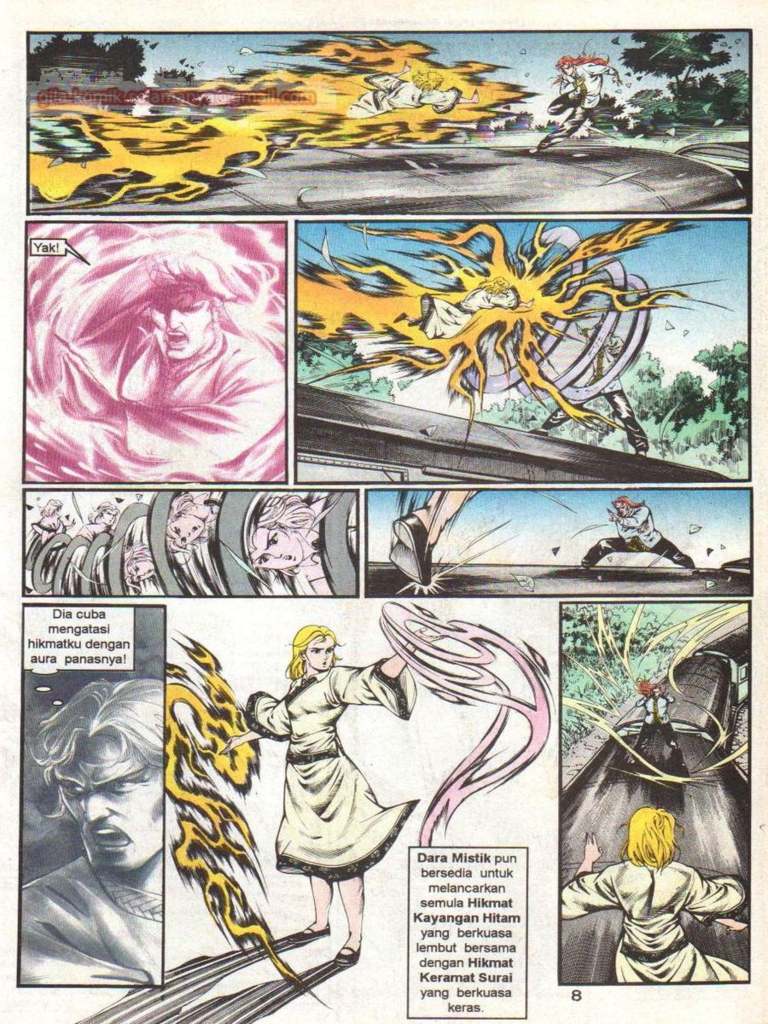 Yak!
Dia cuba
mengatasi
hikmatku dengan
aura panasnya!
Dara Mistik pun
bersedia untuk
melancarkan
semula Hikmat
Kayangan Hitam
yang berkuasa
lembut bersama
dengan Hikmat
Keramat Surai
yang berkuasa
keras.
8